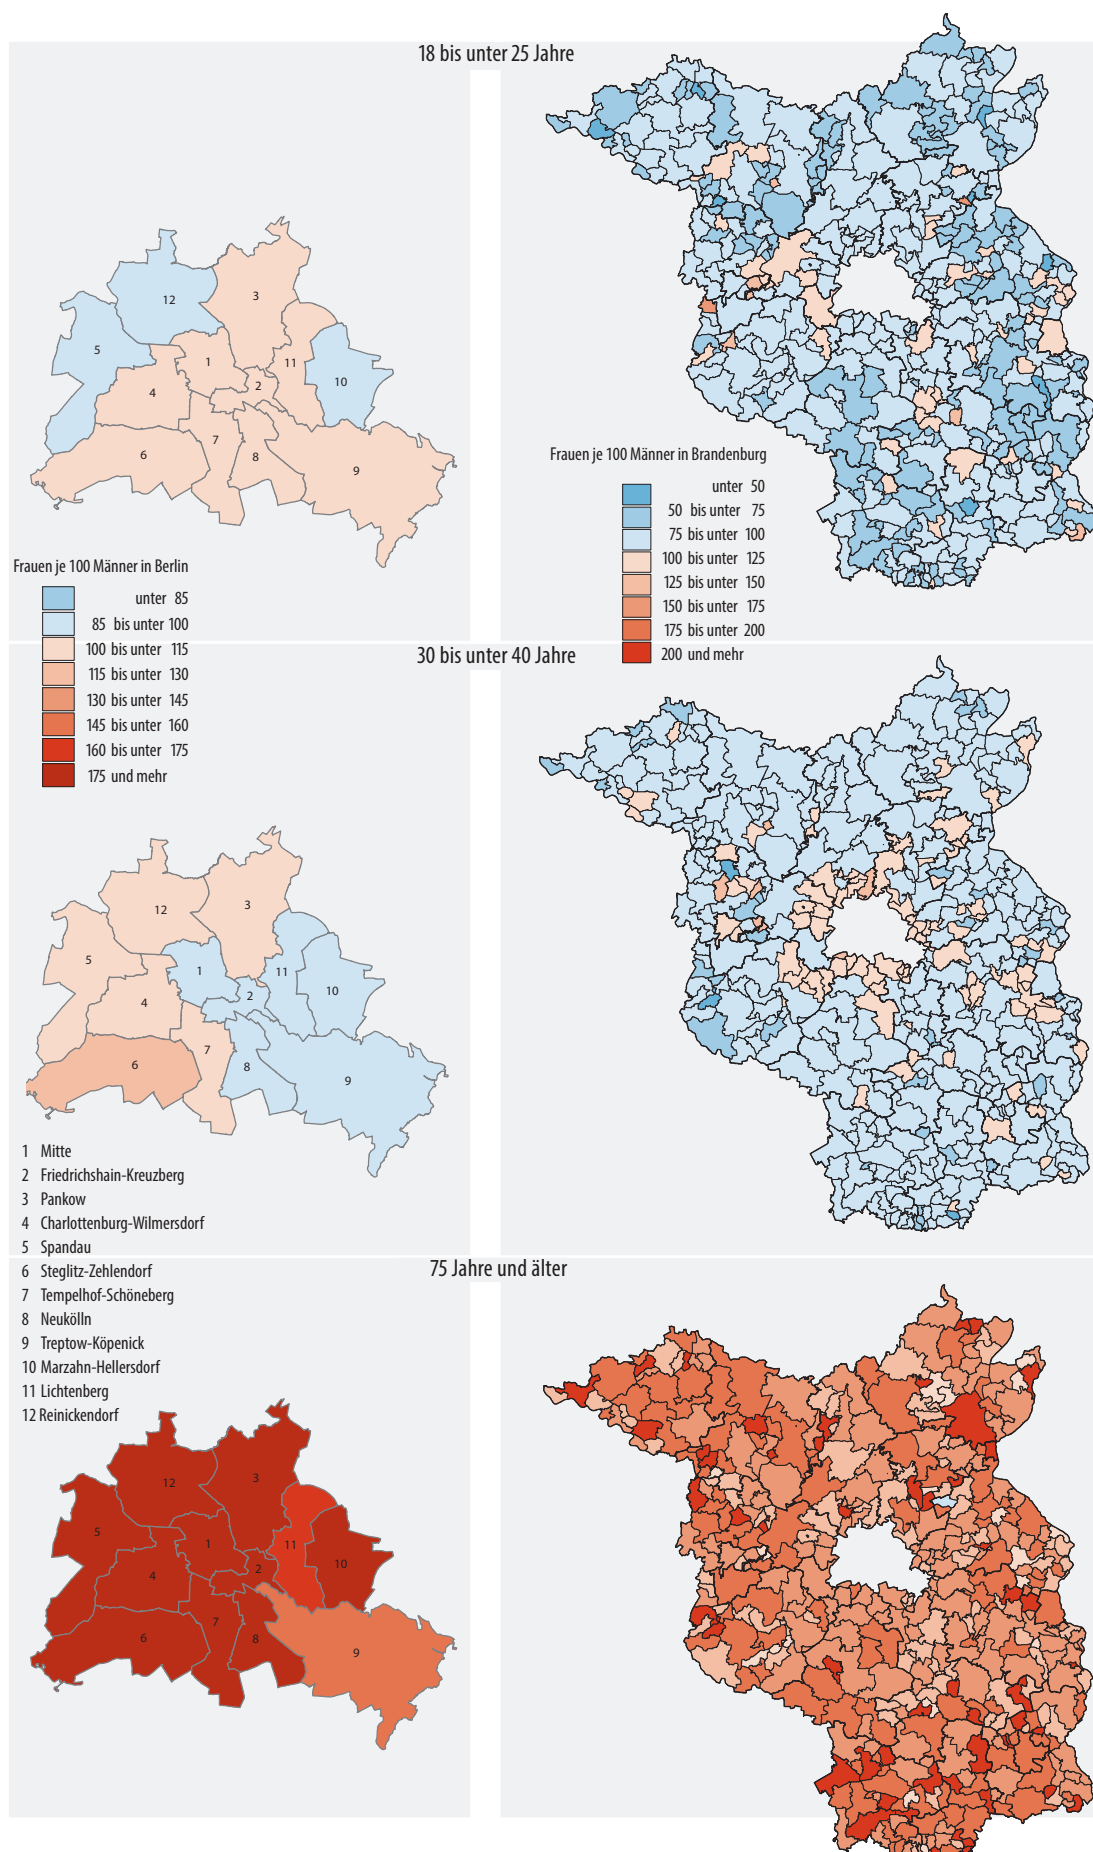 18 bis unter 25 Jahre
12
3
5
1
11
10
2
4
7
6
8
9
Frauen je 100 Männer in Berlin
unter 85
85 bis unter 100
100 bis unter 115
115 bis unter 130
130 bis unter 145
145 bis unter 160
160 bis unter 175
175 und mehr
Frauen je 100 Männer in Brandenburg
unter 50
50 bis unter 75
75 bis unter 100
100 bis unter 125
125 bis unter 150
150 bis unter 175
175 bis unter 200
200 und mehr
30 bis unter 40 Jahre
12
3
5
1
11
10
2
4
7
6
8
9
1 Mitte
2 Friedrichshain-Kreuzberg
3 Pankow
4 Charlottenburg-Wilmersdorf
5 Spandau
6 Steglitz-Zehlendorf
7 Tempelhof-Schöneberg
8 Neukölln
9 Treptow-Köpenick
10 Marzahn-Hellersdorf
11 Lichtenberg
12 Reinickendorf
75 Jahre und älter
12
3
5
1
11
10
2
4
7
6
8
9